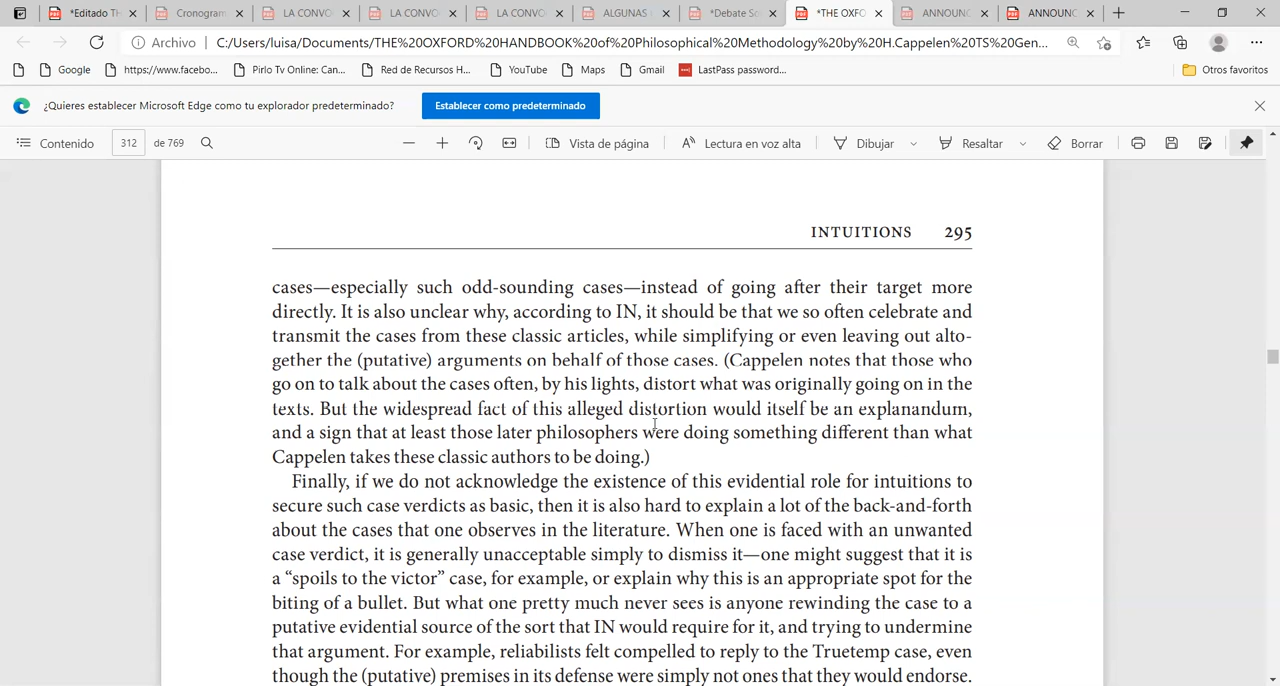 *Editado TH
Cronogram
LA CONVO
LA CONVO
LA CONVO
ALGUNAS
*Debate So
*THE OXFO
ANNOUNC
ANNOUNC
Archivo
C:/Users/luisa/Documents/THE%20OXFORD%20HANDBOOK%20of%20Philosophical%20Methodology%20by%20H.Cappelen%20TS%20Gen...
Google
https://www.facebo...
Pirlo Tv Online: Can...
Red de Recursos H...
YouTube
Maps
Gmail
LastPass password...
Otros favoritos
¿Quieres establecer Microsoft Edge como tu explorador predeterminado?
Establecer como predeterminado
Contenido
312
de 769
Vista de página
Lectura en voz alta
Dibujar
Resaltar
Borrar
INTUITIONS 295
cases—especially such odd-sounding cases—instead of going after their target more
directly. It is also unclear why, according to IN, it should be that we so often celebrate and
transmit the cases from these classic articles, while simplifying or even leaving out alto-
gether the (putative) arguments on behalf of those cases. (Cappelen notes that those who
go on to talk about the cases often, by his lights, distort what was originally going on in the
texts. But the widespread fact of this alleged distortion would itself be an explanandum,
and a sign that at least those later philosophers were doing something different than what
Cappelen takes these classic authors to be doing.)
Finally, if we do not acknowledge the existence of this evidential role for intuitions to
secure such case verdicts as basic, then it is also hard to explain a lot of the back-and-forth
about the cases that one observes in the literature. When one is faced with an unwanted
case verdict, it is generally unacceptable simply to dismiss it—one might suggest that it is
a “spoils to the victor” case, for example, or explain why this is an appropriate spot for the
biting of a bullet. But what one pretty much never sees is anyone rewinding the case to a
putative evidential source of the sort that IN would require for it, and trying to undermine
that argument. For example, reliabilists felt compelled to reply to the Truetemp case, even
though the (putative) premises in its defense were simply not ones that they would endorse.